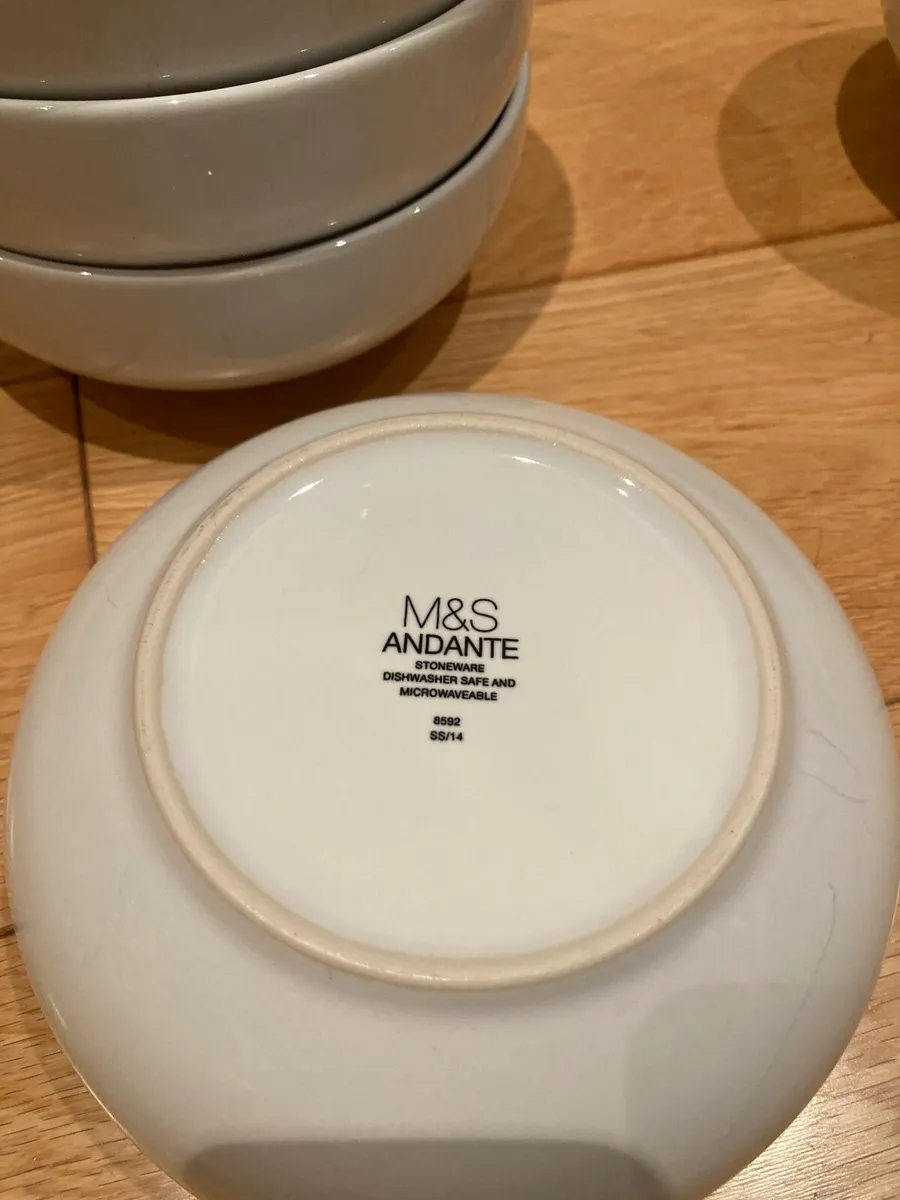 M&S
ANDANTE
STONEWARE
DISHWASHER SAFE AND
MICROWAVEABLE
8592
SS/14